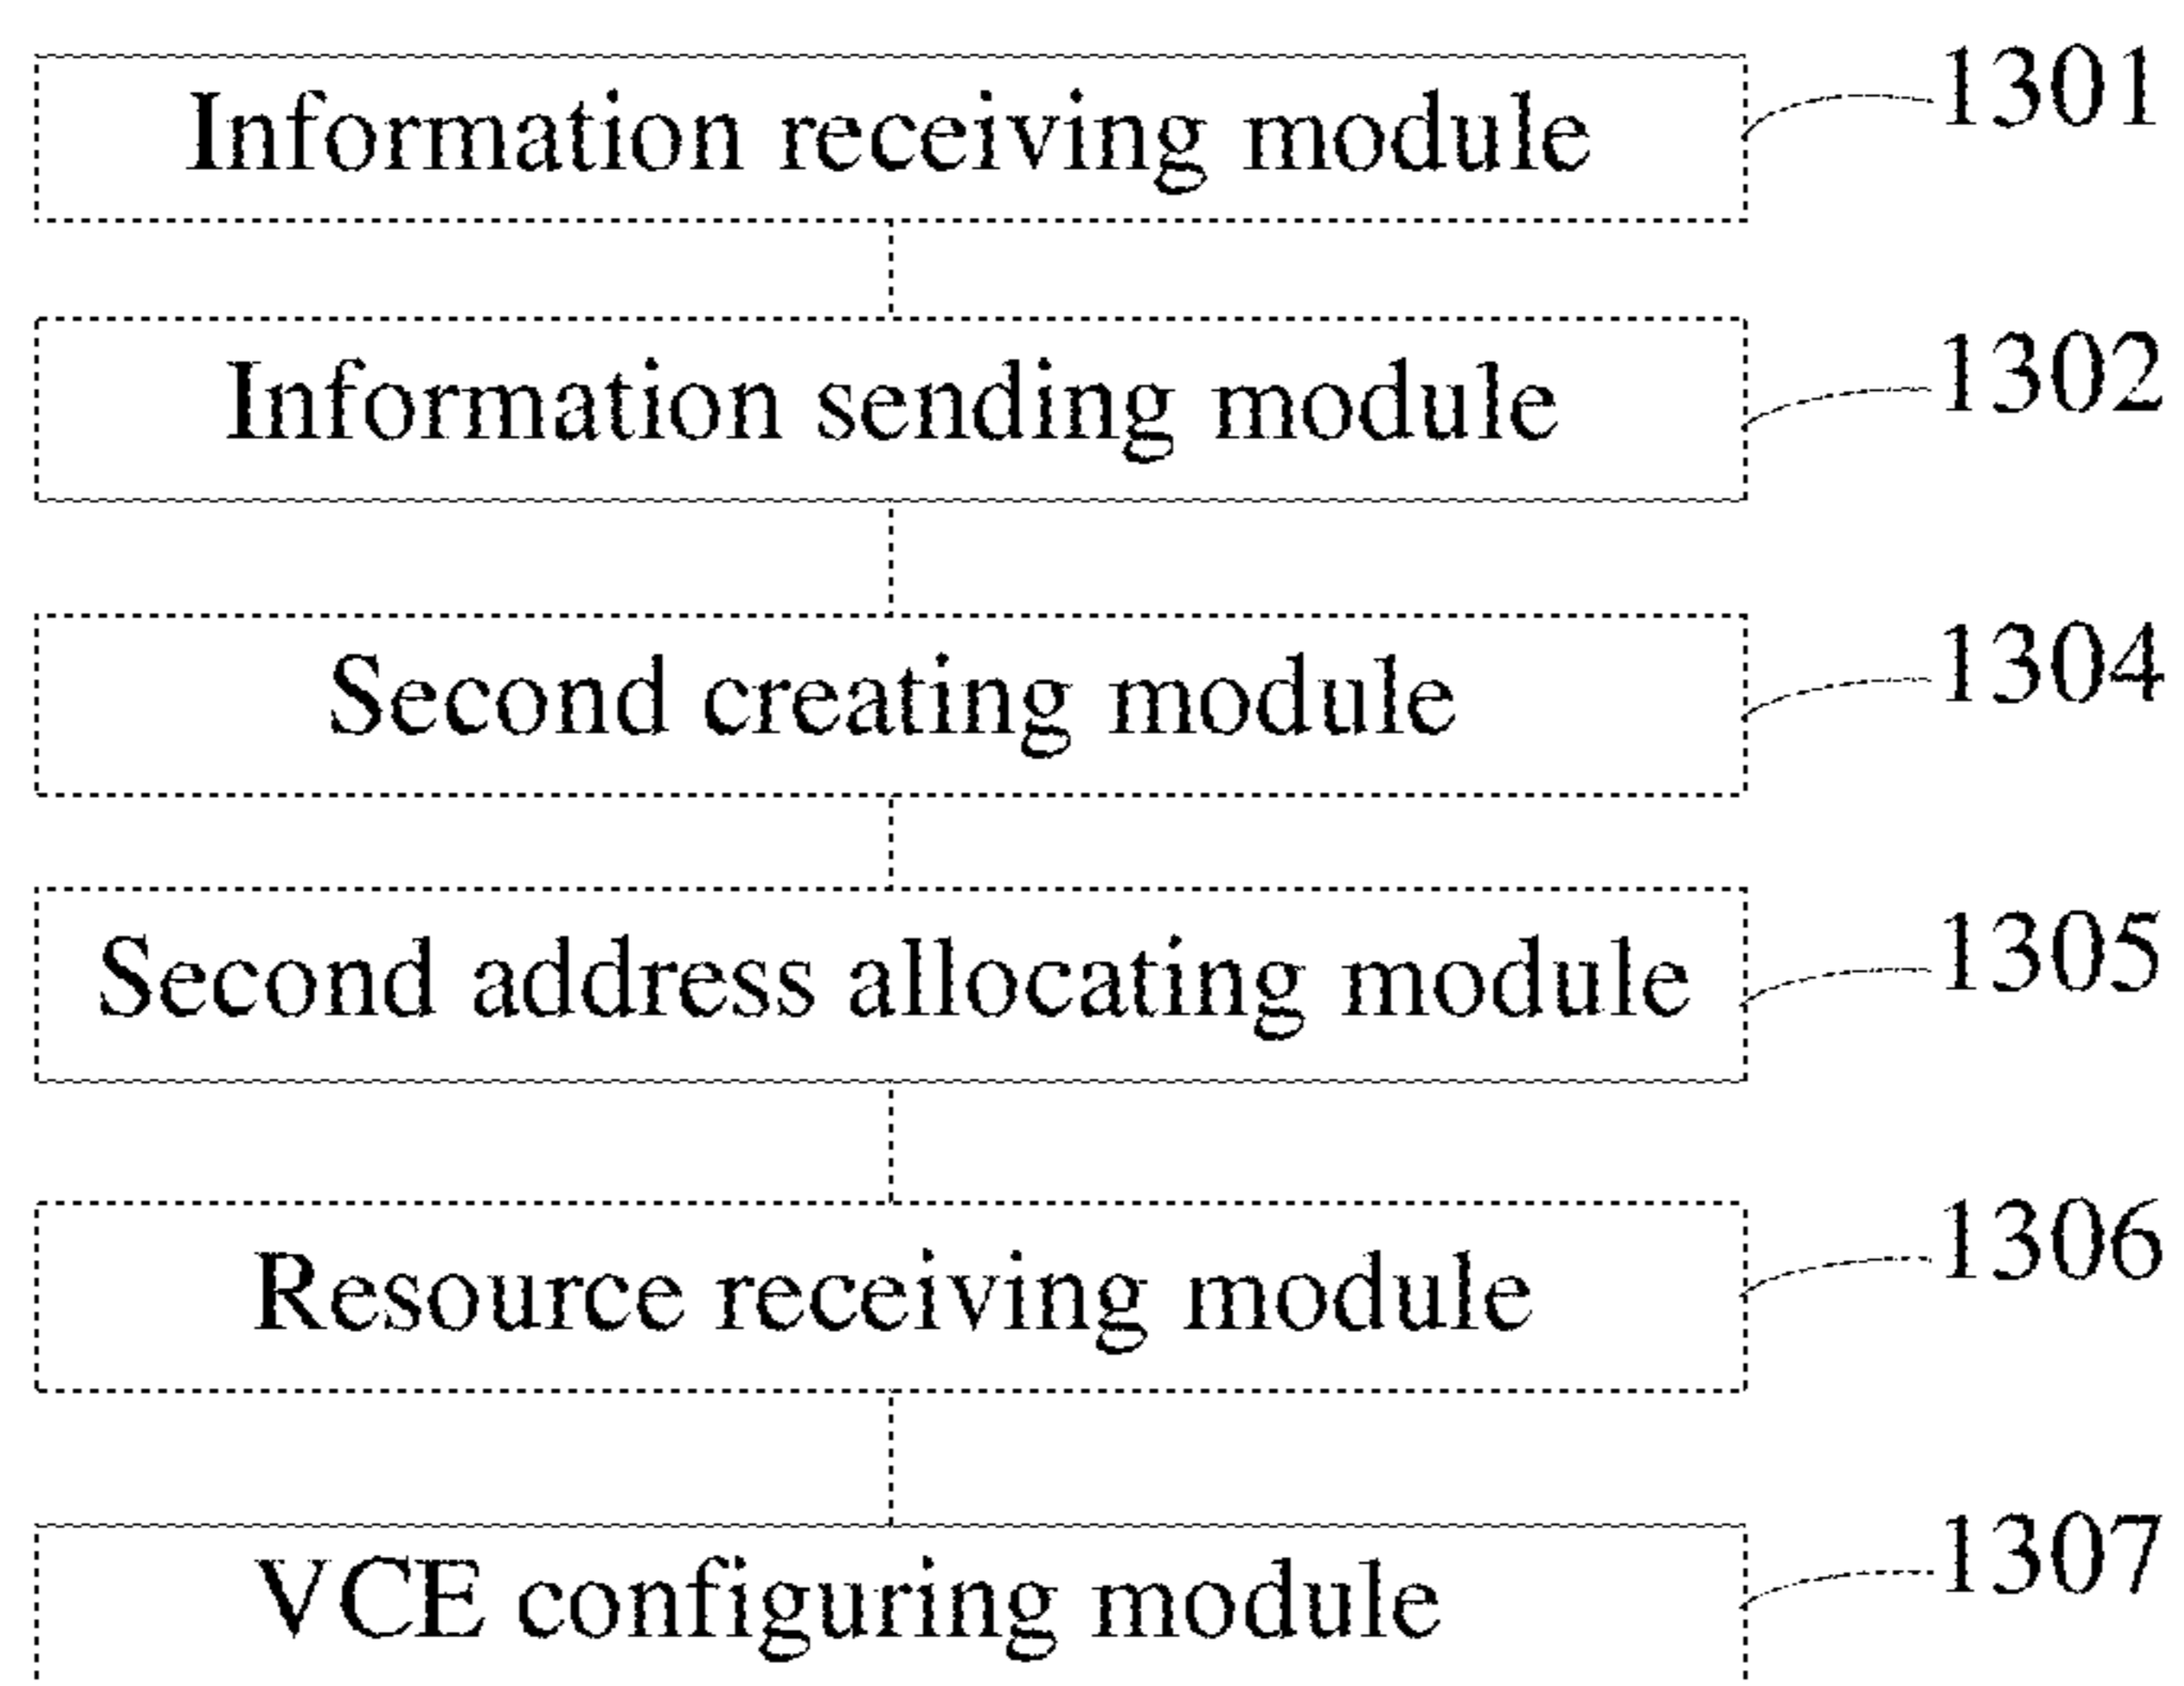 Information receiving module 1301
Information sending module 1302
Second creating module 1304
Second address allocating module 1305
Resource receiving module 1306
VCE configuring module 1307